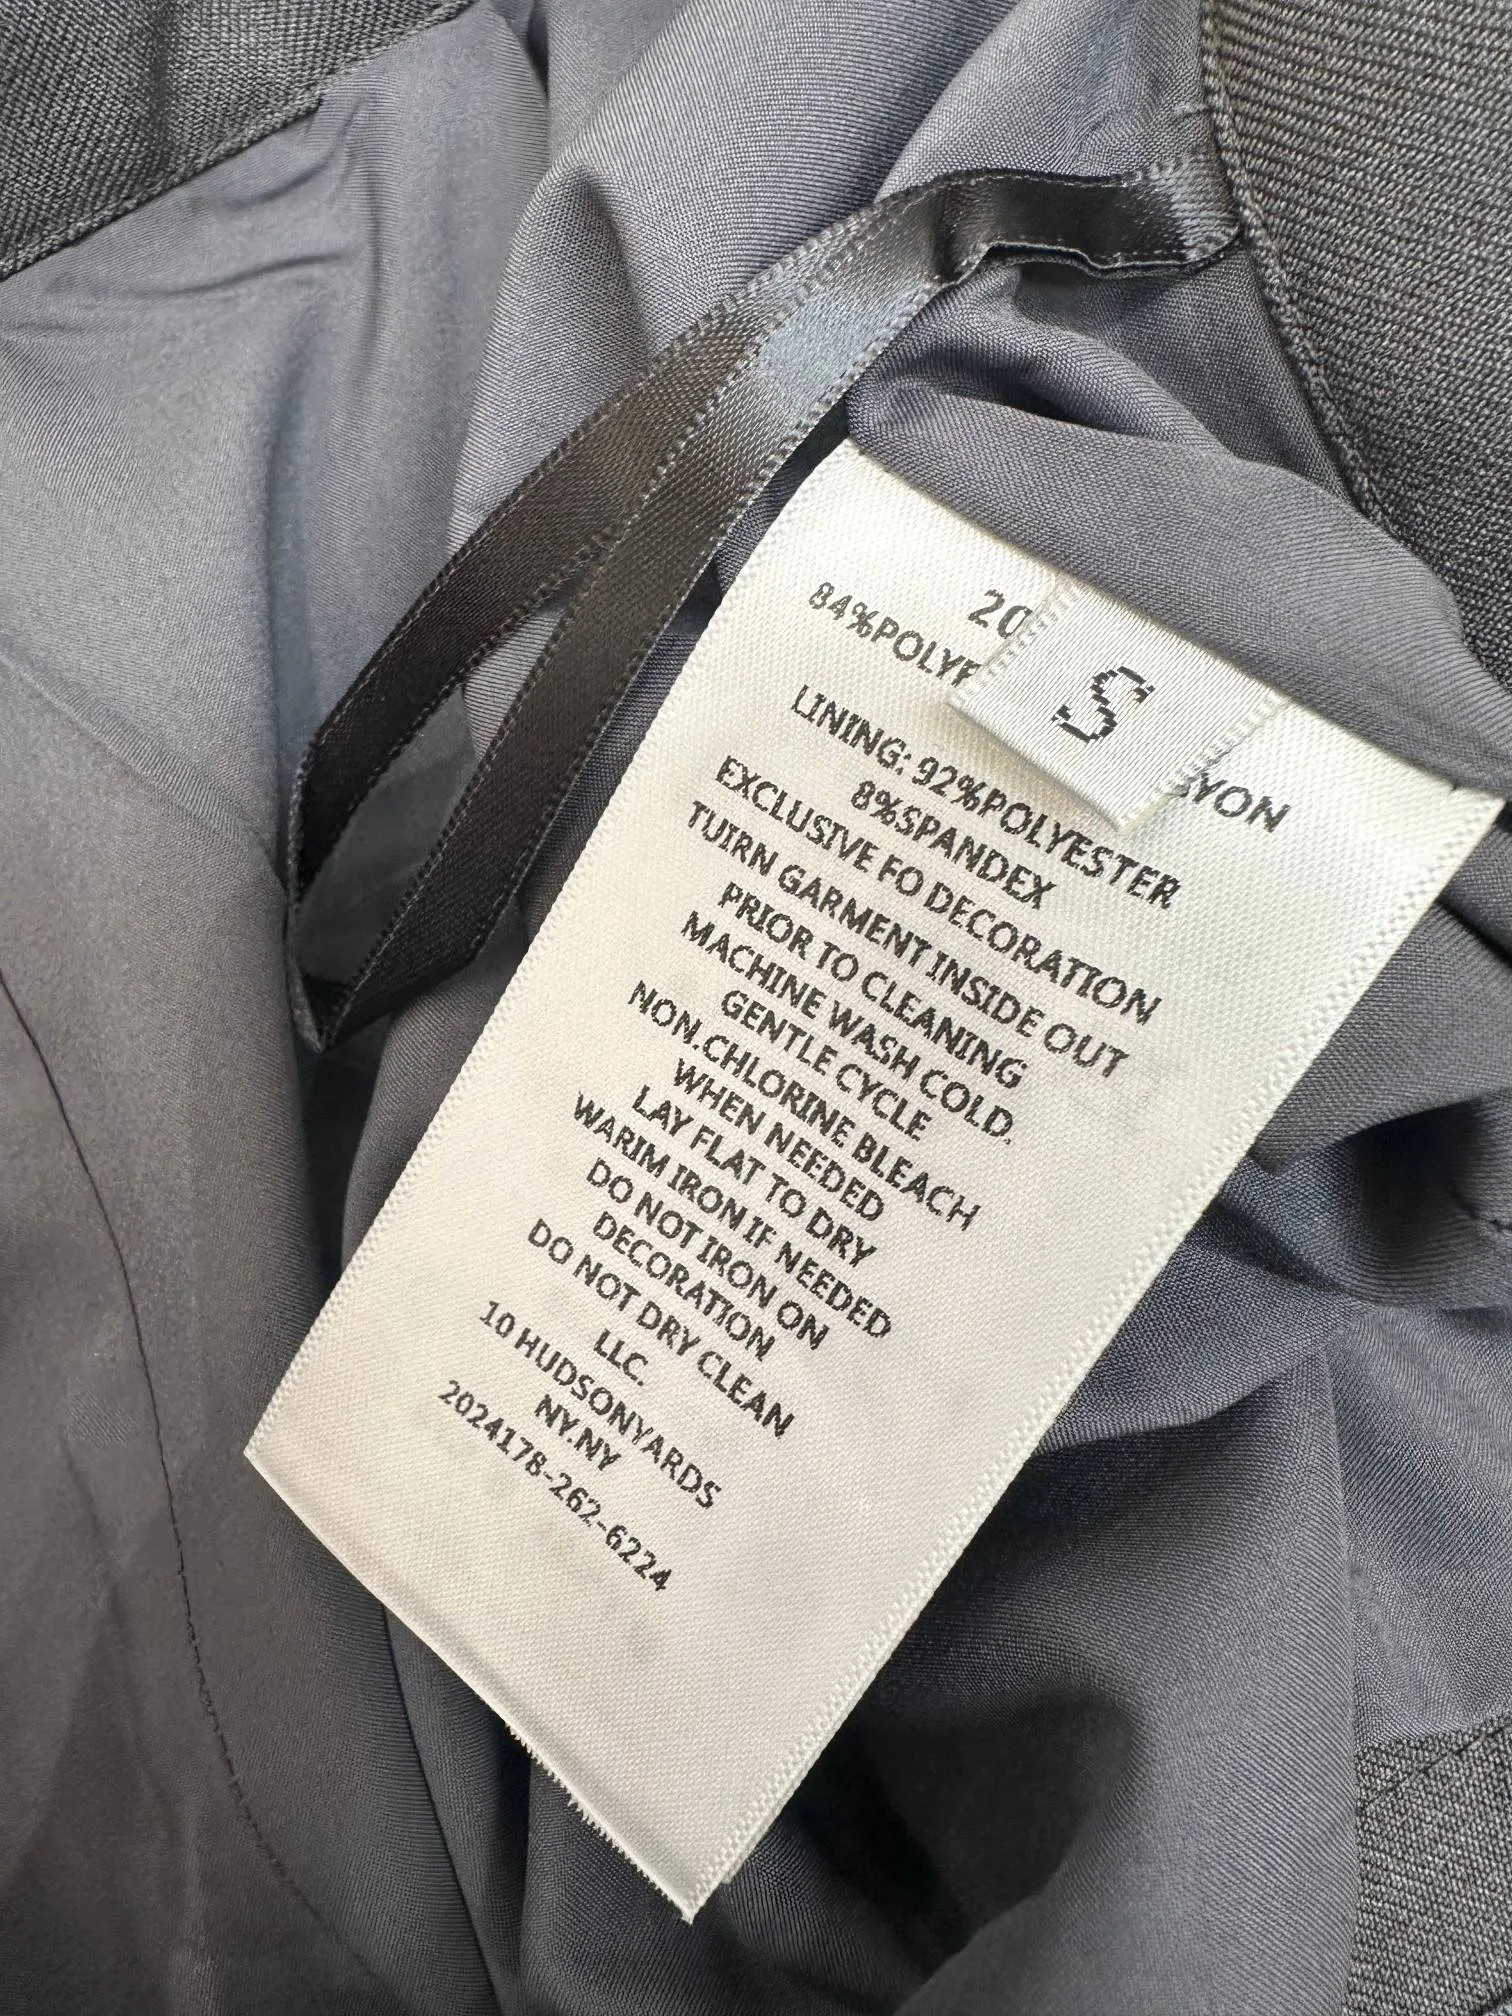 20
84%POLYE
YON
S
LINING: 92%POLYESTER
8%SPANDEX
EXCLUSIVE FO DECORATION
TUIRN GARMENT INSIDE OUT
PRIOR TO CLEANING
MACHINE WASH COLD.
GENTLE CYCLE
NON.CHLORINE BLEACH
WHEN NEEDED
LAY FLAT TO DRY
WARIM IRON IF NEEDED
DO NOT IRON ON
DECORATION
DO NOT DRY CLEAN
LLC.
10 HUDSONYARDS
NY.NY
2024178-262-6224